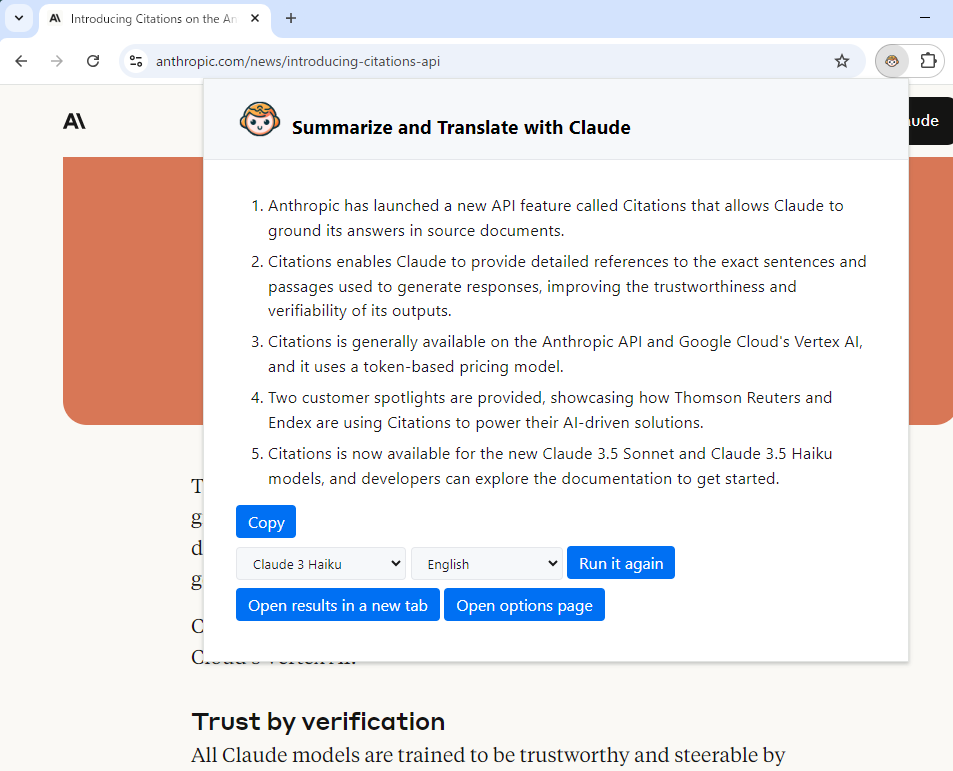 Introducing Citations on the An
anthropic.com/news/introducing-citations-api
A\
ude
Summarize and Translate with Claude
1. Anthropic has launched a new API feature called Citations that allows Claude to
ground its answers in source documents.
2. Citations enables Claude to provide detailed references to the exact sentences and
passages used to generate responses, improving the trustworthiness and
verifiability of its outputs.
3. Citations is generally available on the Anthropic API and Google Cloud's Vertex AI,
and it uses a token-based pricing model.
4. Two customer spotlights are provided, showcasing how Thomson Reuters and
Endex are using Citations to power their AI-driven solutions.
5. Citations is now available for the new Claude 3.5 Sonnet and Claude 3.5 Haiku
models, and developers can explore the documentation to get started.
T
g
d
g
Copy
Claude 3 Haiku English Run it again
Open results in a new tab Open options page
C
Trust by verification
All Claude models are trained to be trustworthy and steerable by